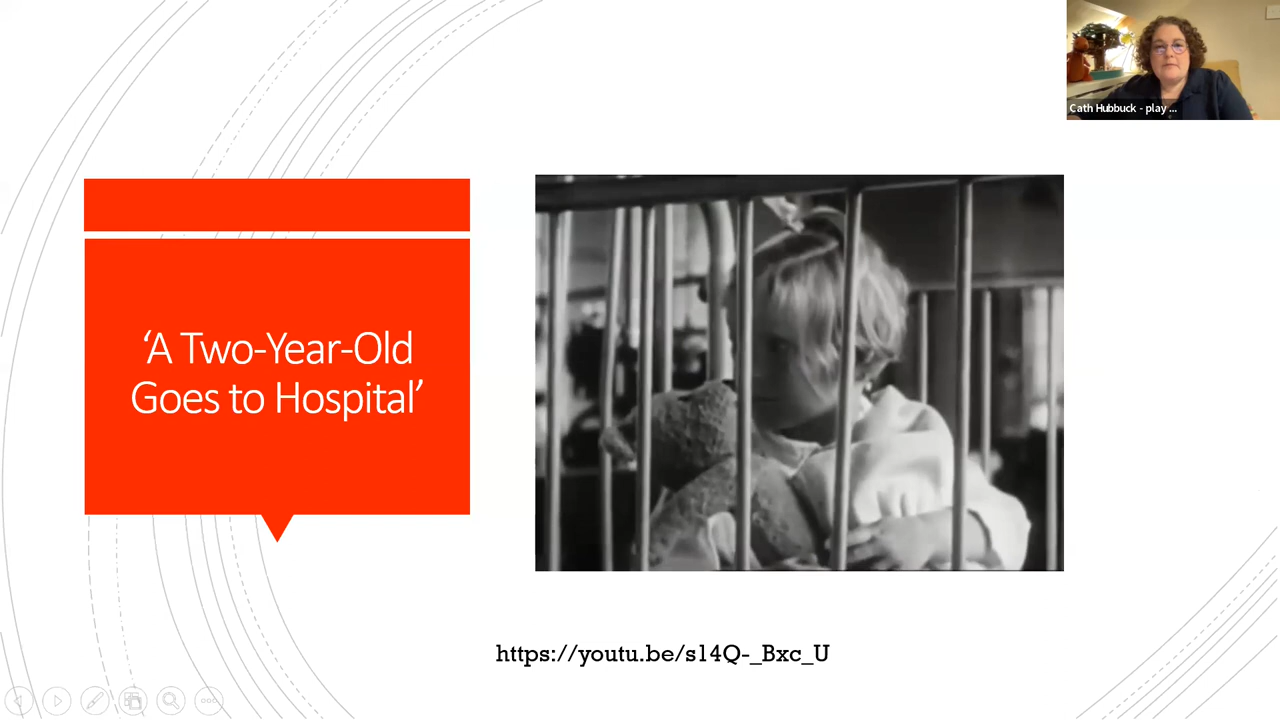 Cath Hubbuck - play ...
‘A Two-Year-Old
Goes to Hospital’
https://youtu.be/s14Q-_Bxc_U